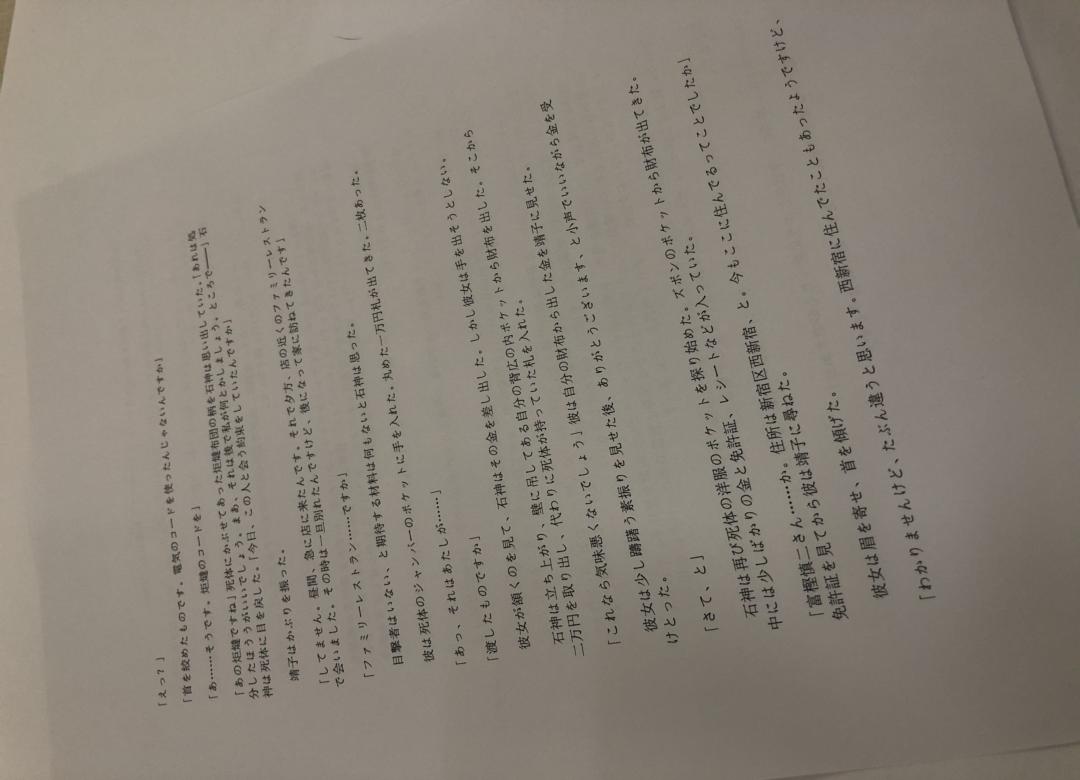 「えっ？」
「首を絞めたものです。電気のコードを使ったんじゃないんですか」
「あ……そうです。炬燵のコードを」
「あの炬燵ですね」死体にかぶせてあった炬燵布団の柄を石神は思い出していた。「あれは処
分したほうがいいでしょう。まあ、それは後で私が何とかしましょう。ところで――」石
神は死体に目を戻した。「今日、この人と会う約束をしていたんですか」
靖子はかぶりを振った。
「してません。昼間、急に店に来たんです。それで夕方、店の近くのファミリーレストラン
で会いました。その時は一旦別れたんですけど、後になって家に訪ねてきたんです」
「ファミリーレストラン……ですか」
目撃者はいない、と期待する材料は何もないと石神は思った。
彼は死体のジャンパーのポケットに手を入れた。丸めた一万円札が出てきた。二枚あった。
「あっ、それはあたしが……」
「渡したものですか」
彼女が頷くのを見て、石神はその金を差し出した。しかし彼女は手を出そうとしない。
石神は立ち上がり、壁に吊してある自分の背広の内ポケットから財布を出した。そこから
二万円を取り出し、代わりに死体が持っていた札を入れた。
「これなら気味悪くないでしょう」彼は自分の財布から出した金を靖子に見せた。
彼女は少し躊躇う素振りを見せた後、ありがとうございます、と小声でいいながら金を受
けとった。
「さて、と」
石神は再び死体の洋服のポケットを探り始めた。ズボンのポケットから財布が出てきた。
中には少しばかりの金と免許証、レシートなどが入っていた。
「富樫慎二さん……か。住所は新宿区西新宿、と。今もここに住んでるってことでしたか」
免許証を見てから彼は靖子に尋ねた。
彼女は眉を寄せ、首を傾げた。
「わかりませんけど、たぶん違うと思います。西新宿に住んでたこともあったようですけど、